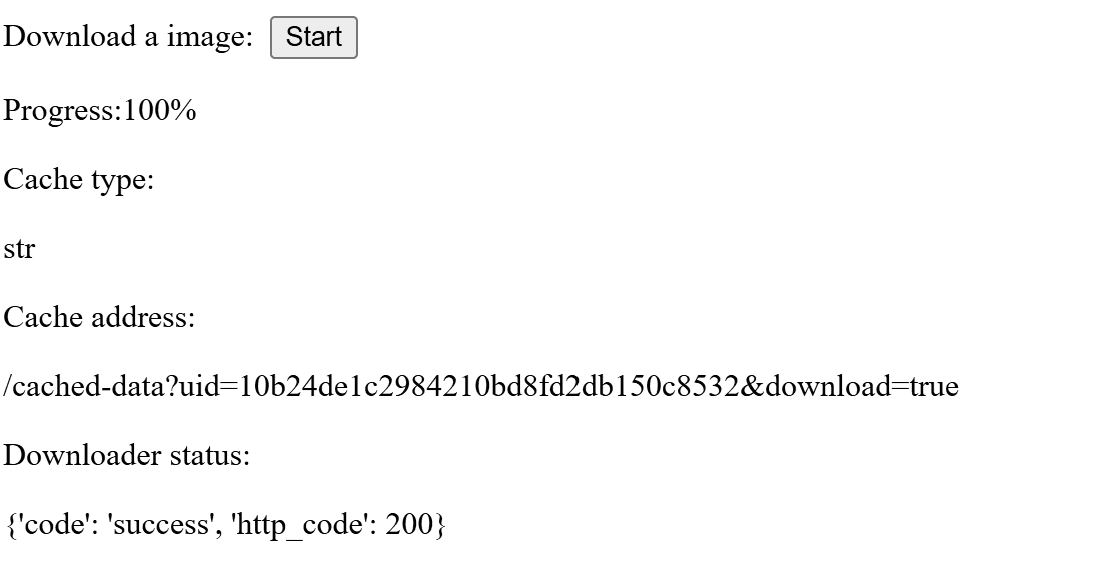 Download a image: Start
Progress:100%
Cache type:
str
Cache address:
/cached-data?uid=10b24de1c2984210bd8fd2db150c8532&download=true
Downloader status:
{'code': 'success', 'http_code': 200}